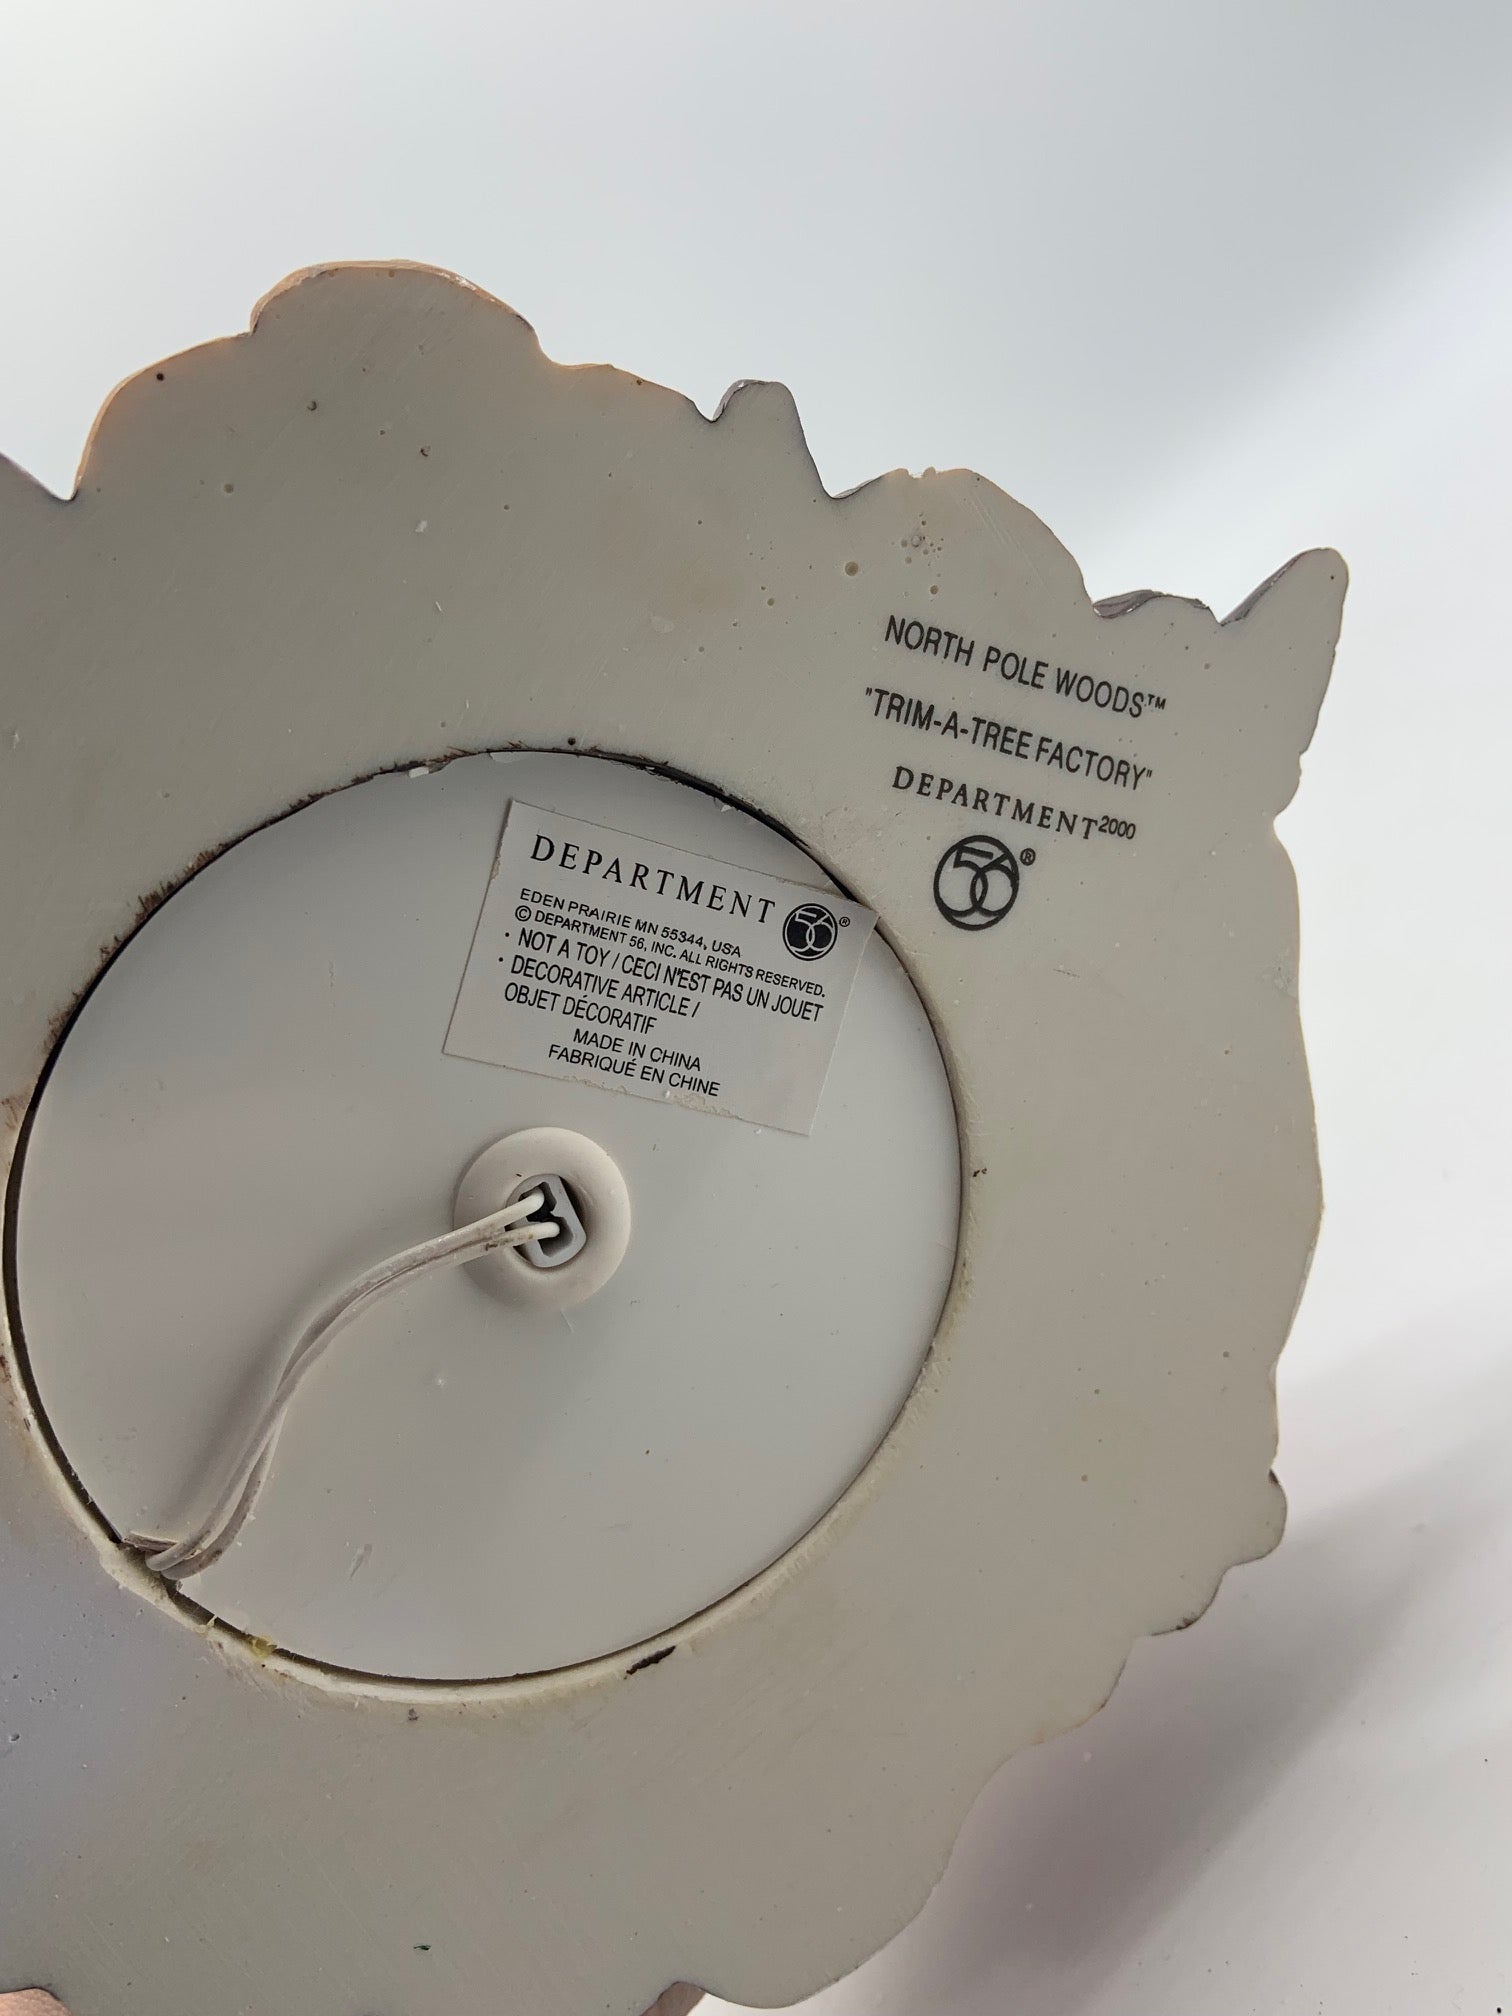 NORTH POLE WOODS.™
"TRIM-A-TREE FACTORY"
DEPARTMENT 2000
56®
DEPARTMENT 56®
EDEN PRAIRIE MN 55344, USA
© DEPARTMENT 56, INC. ALL RIGHTS RESERVED.
· NOT A TOY / CECI N'EST PAS UN JOUET
· DECORATIVE ARTICLE /
OBJET DÉCORATIF
MADE IN CHINA
FABRIQUÉ EN CHINE